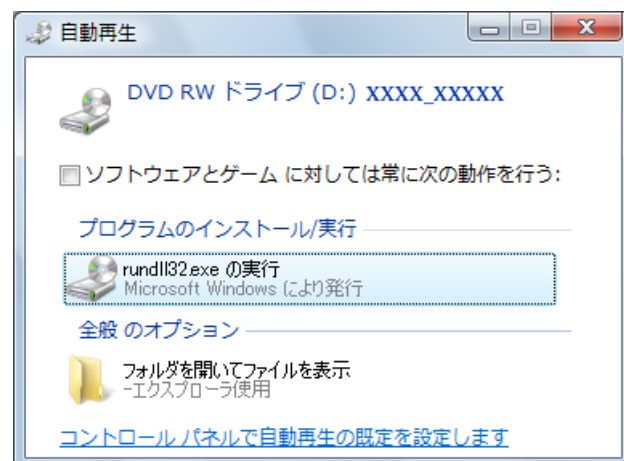 自動再生
DVD RW ドライブ (D:) XXXX_XXXXX
ソフトウェアとゲーム に対しては常に次の動作を行う:
プログラムのインストール/実行
rundll32.exe の実行
Microsoft Windows により発行
全般 のオプション
フォルダを開いてファイルを表示
-エクスプローラ使用
コントロール パネルで自動再生の既定を設定します